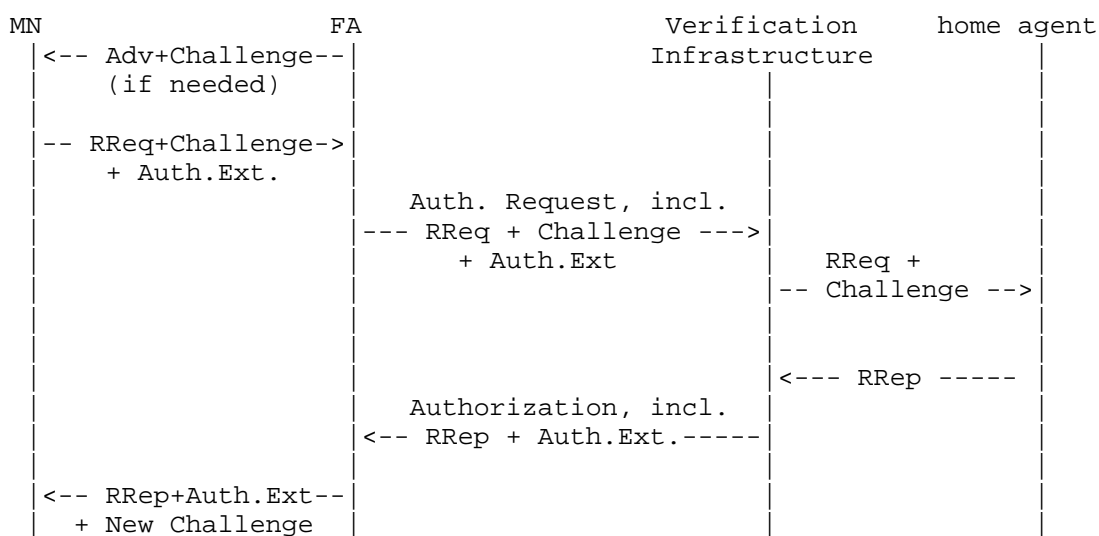 MN FA Verification home agent
|<-- Adv+Challenge--| Infrastructure |
| (if needed) | | |
| | | |
|-- RReq+Challenge->| | |
| + Auth.Ext. | | |
| | Auth. Request, incl. | |
| |--- RReq + Challenge --->| |
| | + Auth.Ext | RReq + |
| | |-- Challenge -->|
| | | |
| | | |
| | |<--- RRep ----- |
| | Authorization, incl. | |
| |<-- RRep + Auth.Ext.-----| |
| | | |
|<-- RRep+Auth.Ext--| | |
| + New Challenge | | |